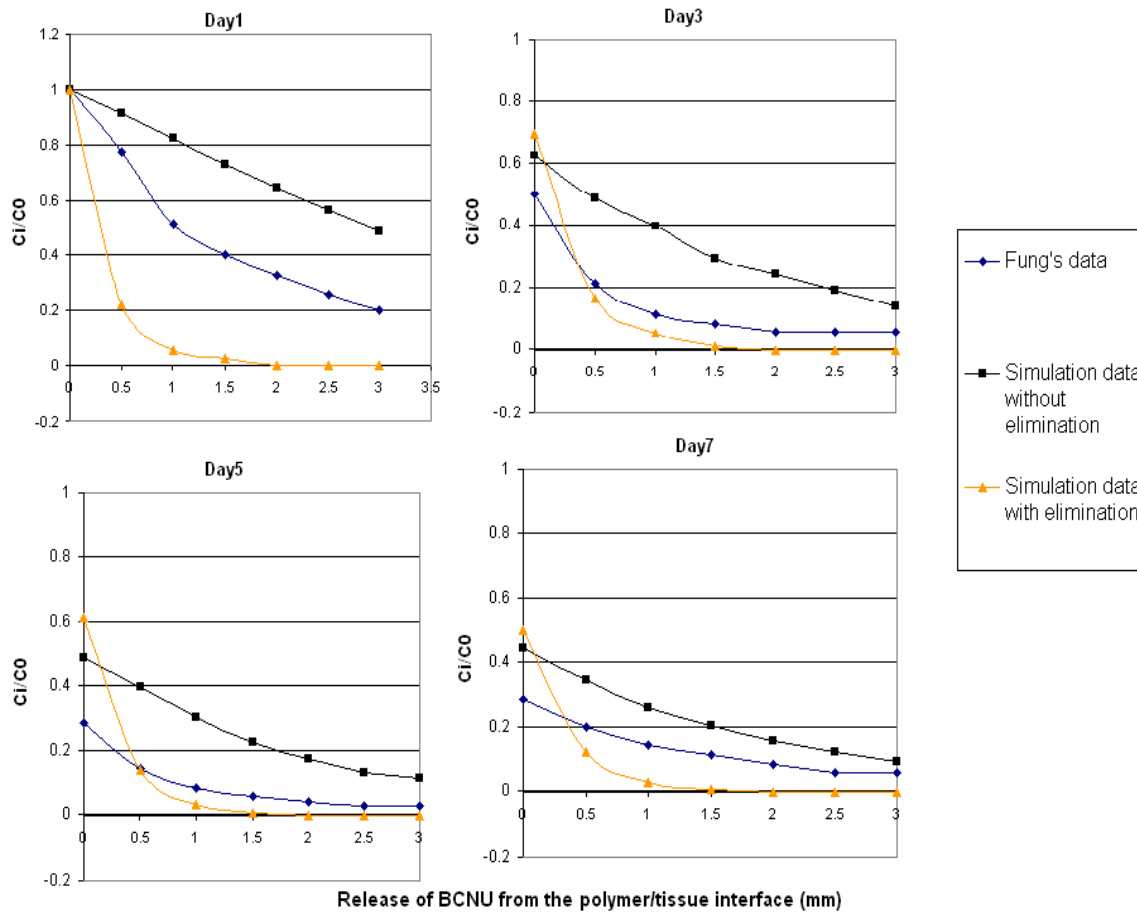 Day1
1.2
1
0.8
0.6
0.4
0.2
0
-0.2
Ci/C0
0 0.5 1 1.5 2 2.5 3 3.5
Day3
1
0.8
0.6
0.4
0.2
0
-0.2
Ci/C0
0 0.5 1 1.5 2 2.5 3
Day5
1
0.8
0.6
0.4
0.2
0
-0.2
Ci/C0
0 0.5 1 1.5 2 2.5 3
Day7
1
0.8
0.6
0.4
0.2
0
-0.2
Ci/C0
0 0.5 1 1.5 2 2.5 3
Fung's data
Simulation data
without
elimination
Simulation data
with elimination
Release of BCNU from the polymer/tissue interface (mm)